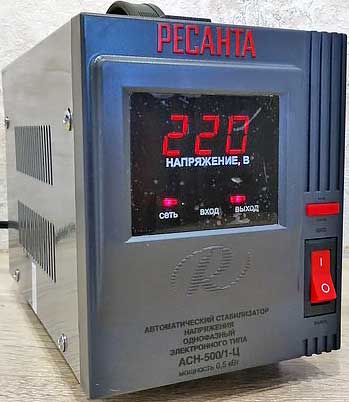 РЕСАНТА
220
НАПРЯЖЕНИЕ, В
СЕТЬ ВХОД ВЫХОД
I
АВТОМАТИЧЕСКИЙ СТАБИЛИЗАТОР
НАПРЯЖЕНИЯ
ОДНОФАЗНЫЙ
ЭЛЕКТРОННОГО ТИПА
АСН-500/1-Ц
МОЩНОСТЬ 0,5 кВт